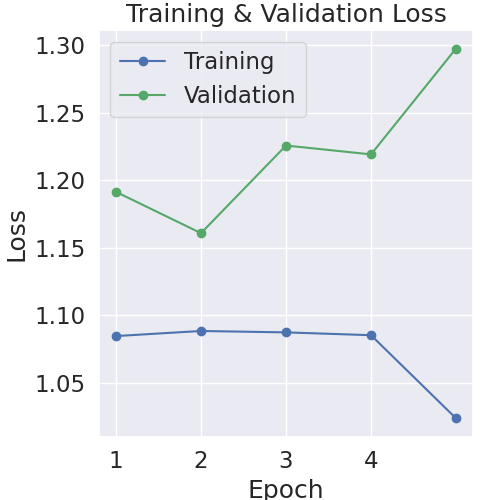 Training & Validation Loss
Training
Validation
Loss
1.30
1.25
1.20
1.15
1.10
1.05
1 2 3 4
Epoch